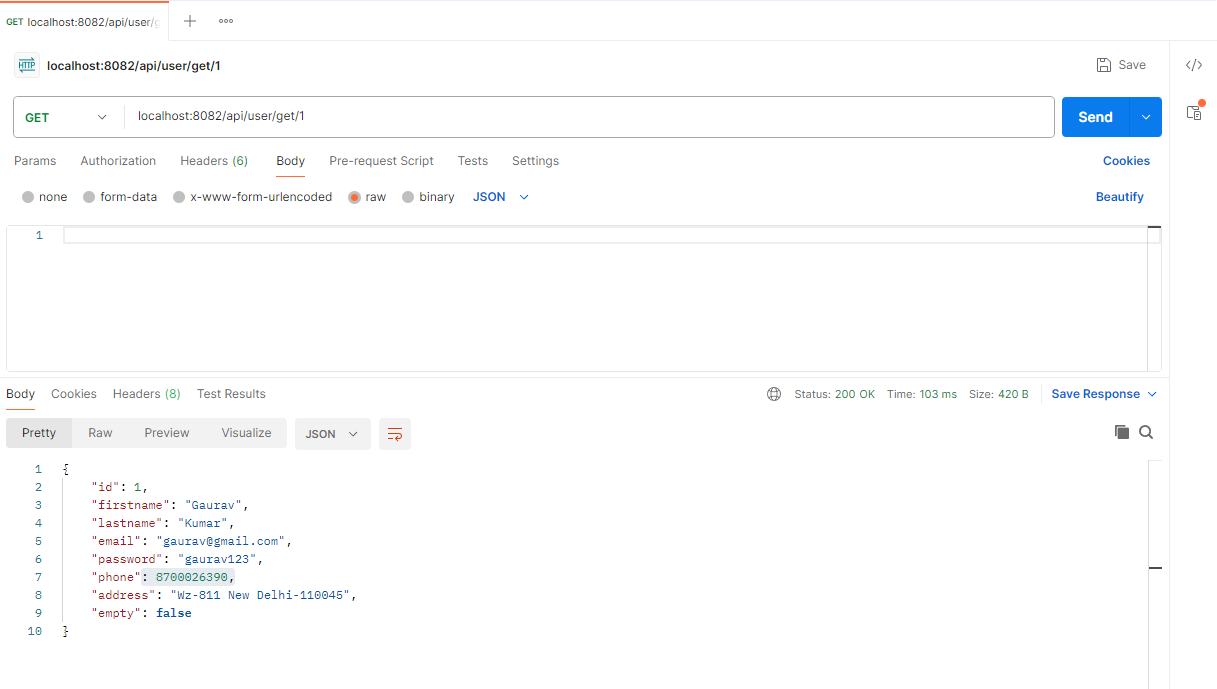 GET localhost:8082/api/user/g
HTTP localhost:8082/api/user/get/1
Save
GET localhost:8082/api/user/get/1
Send
Params Authorization Headers (6) Body Pre-request Script Tests Settings Cookies
none form-data x-www-form-urlencoded raw binary JSON Beautify
1
Body Cookies Headers (8) Test Results Status: 200 OK Time: 103 ms Size: 420 B Save Response
Pretty Raw Preview Visualize JSON
1 {
2 "id": 1,
3 "firstname": "Gaurav",
4 "lastname": "Kumar",
5 "email": "gaurav@gmail.com",
6 "password": "gaurav123",
7 "phone": 8700026390,
8 "address": "Wz-811 New Delhi-110045",
9 "empty": false
10 }